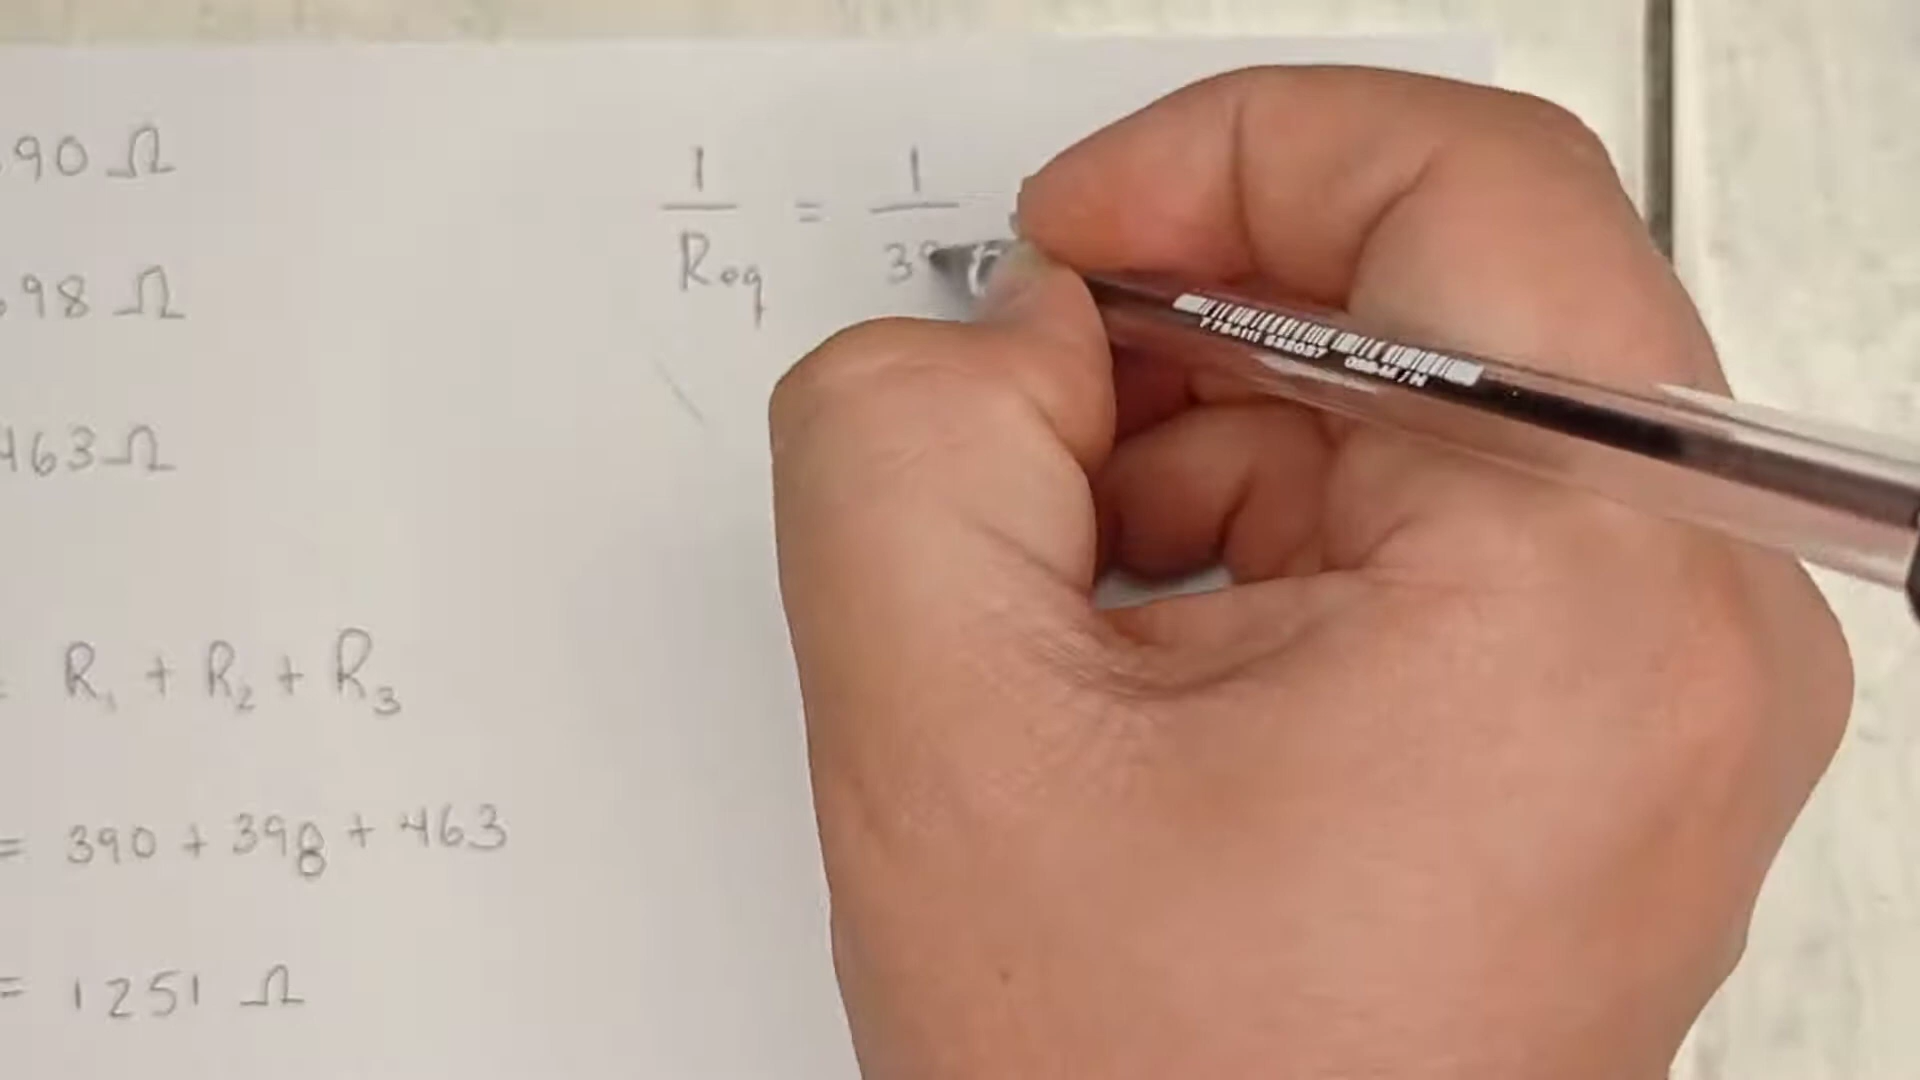 90 Ω
98 Ω
463 Ω
= R₁ + R₂ + R₃
= 390 + 398 + 463
= 1251 Ω
1/Req = 1/39